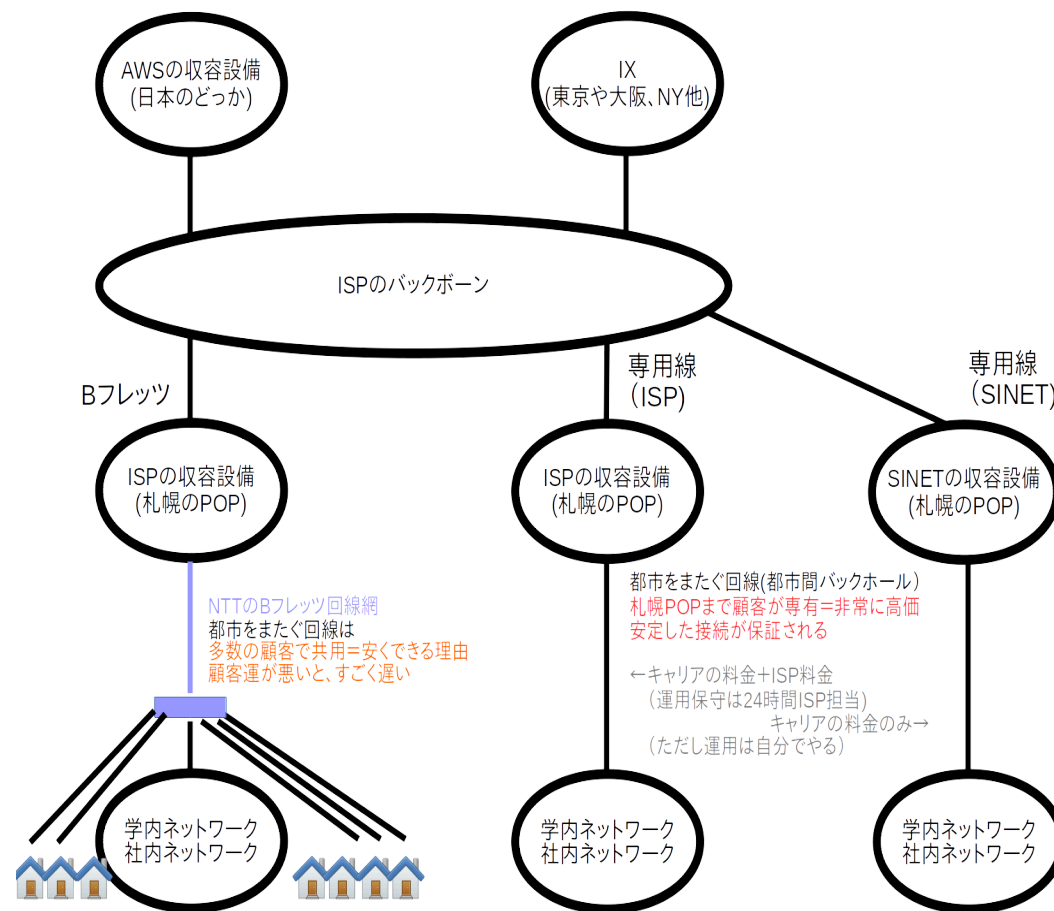 AWSの収容設備
(日本のどっか)
IX
(東京や大阪、NY他)
ISPのバックボーン
Bフレッツ
専用線
(ISP)
専用線
(SINET)
ISPの収容設備
(札幌のPOP)
ISPの収容設備
(札幌のPOP)
SINETの収容設備
(札幌のPOP)
NTTのBフレッツ回線網
都市をまたぐ回線は
多数の顧客で共用=安くできる理由
顧客運が悪いと、すごく遅い
都市をまたぐ回線(都市間バックホール)
札幌POPまで顧客が専有=非常に高価
安定した接続が保証される
←キャリアの料金+ISP料金
(運用保守は24時間ISP担当)
キャリアの料金のみ→
(ただし運用は自分でやる)
学内ネットワーク
社内ネットワーク
学内ネットワーク
社内ネットワーク
学内ネットワーク
社内ネットワーク